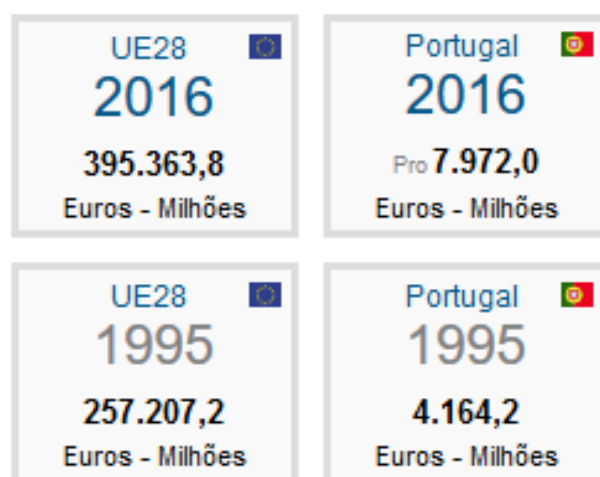 UE28
2016
395.363,8
Euros - Milhões
Portugal
2016
Pro 7.972,0
Euros - Milhões
UE28
1995
257.207,2
Euros - Milhões
Portugal
1995
4.164,2
Euros - Milhões